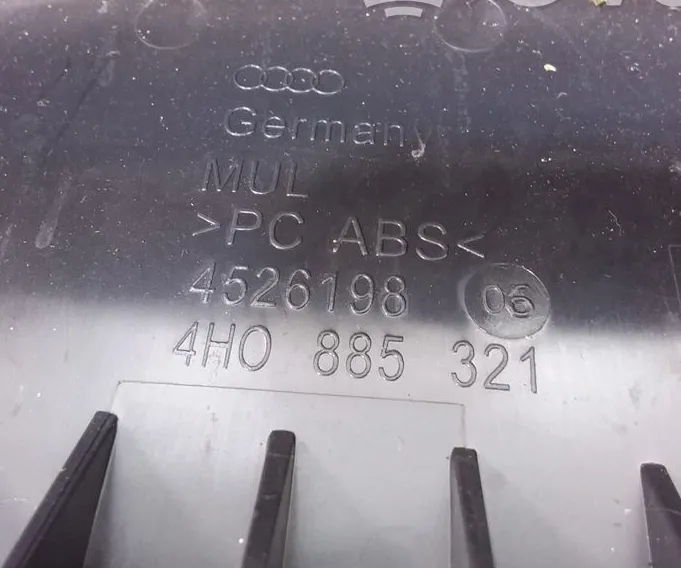 Germany
MUL
>PC ABS<
4526198 06
4H0 885 321